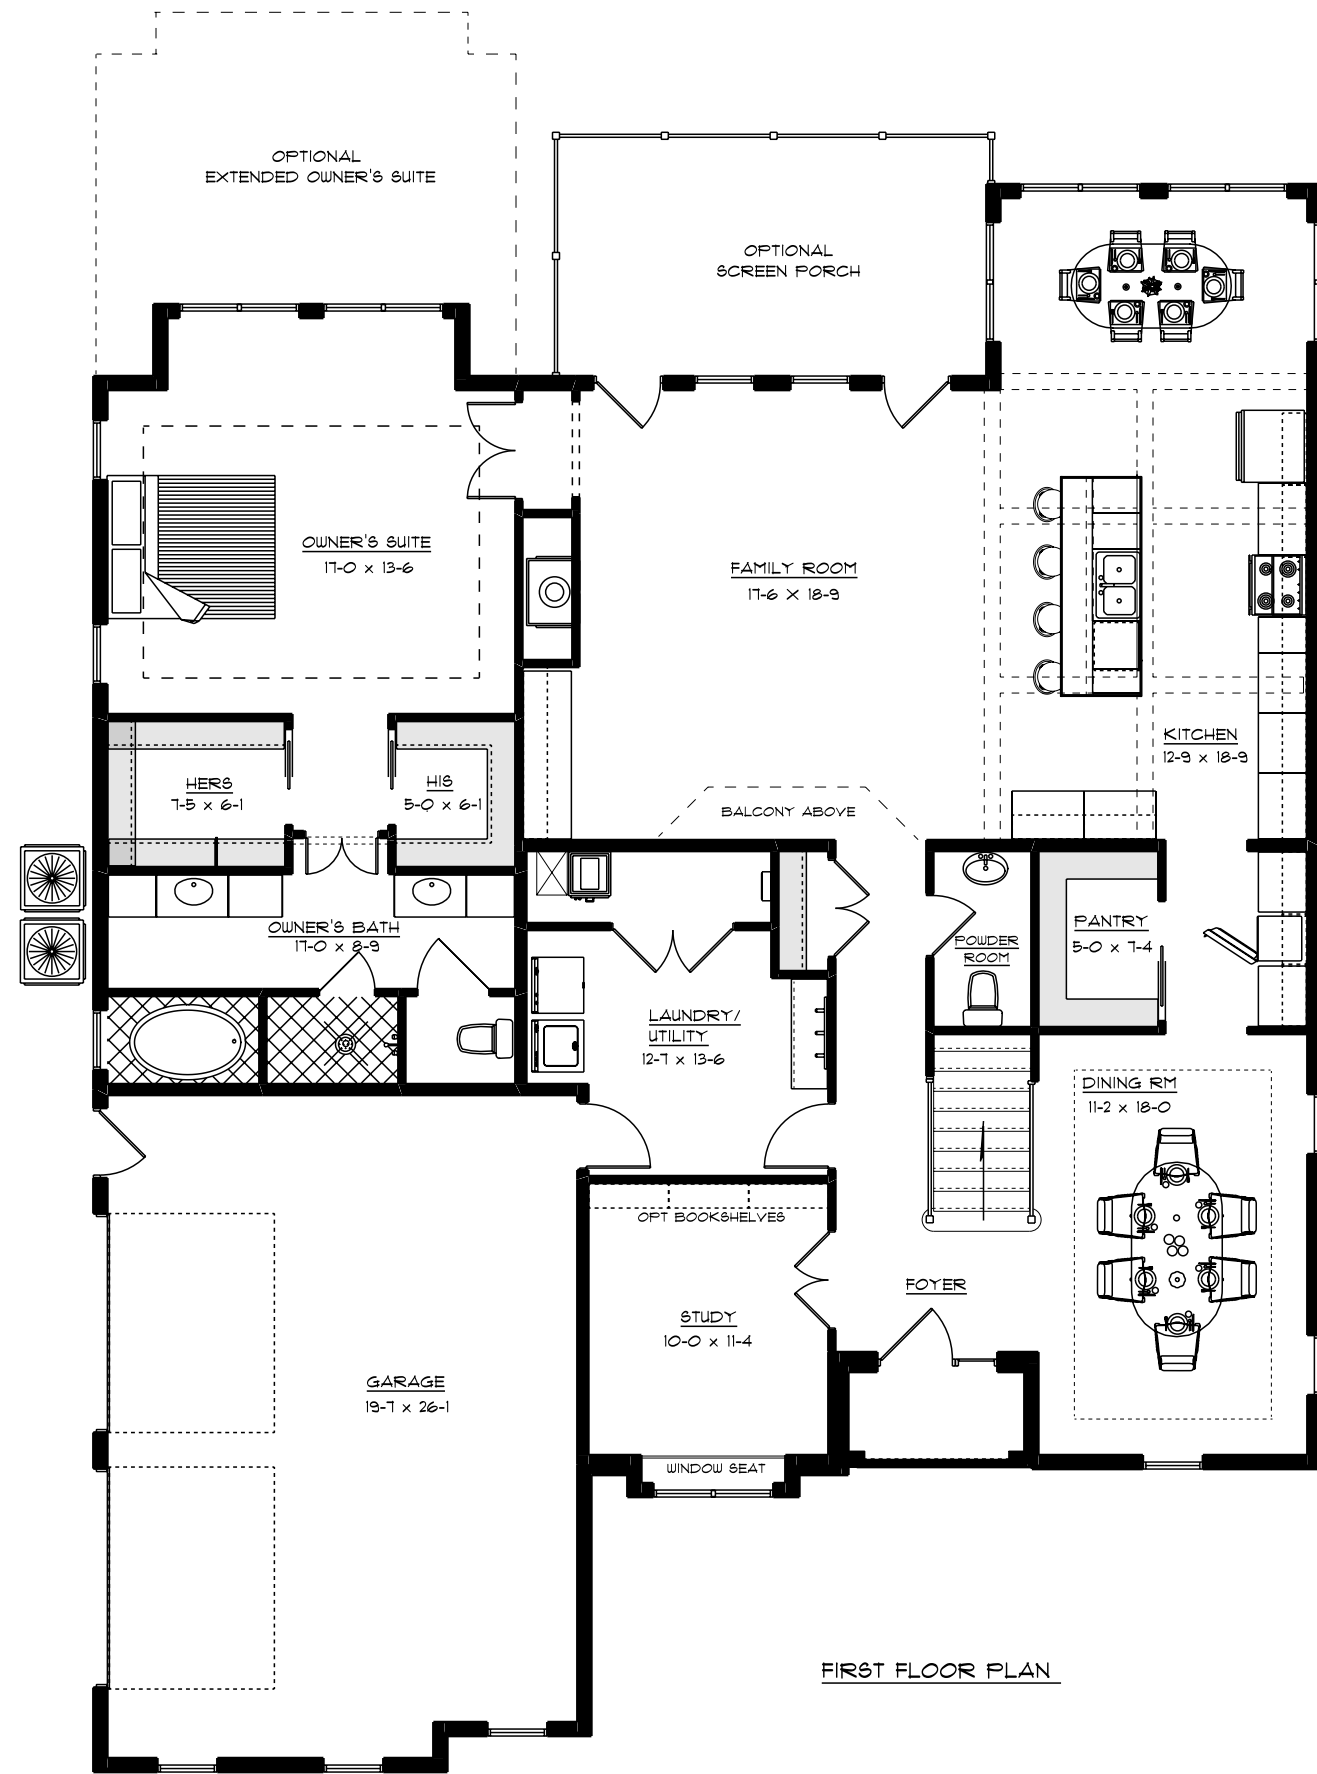 OPTIONAL
EXTENDED OWNER'S SUITE
OPTIONAL
SCREEN PORCH
OWNER'S SUITE
17-0 x 13-6
FAMILY ROOM
17-6 X 18-9
KITCHEN
12-9 x 18-9
HERS
7-5 x 6-1
HIS
5-0 x 6-1
BALCONY ABOVE
OWNER'S BATH
17-0 x 8-9
POWDER
ROOM
PANTRY
5-0 x 7-4
LAUNDRY/
UTILITY
12-7 x 13-6
DINING RM
11-2 x 18-0
OPT BOOKSHELVES
FOYER
STUDY
10-0 x 11-4
GARAGE
19-7 x 26-1
WINDOW SEAT
FIRST FLOOR PLAN